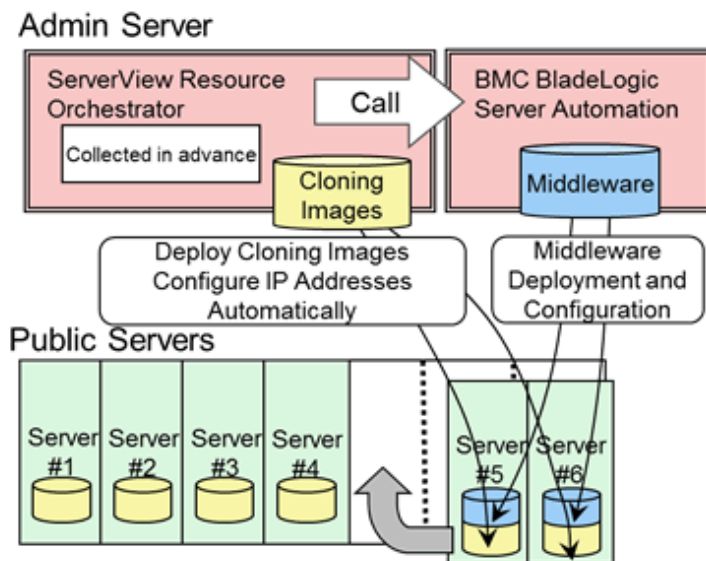 Admin Server
ServerView Resource
Orchestrator
Collected in advance
Call
BMC BladeLogic
Server Automation
Cloning
Images
Middleware
Deploy Cloning Images
Configure IP Addresses
Automatically
Middleware
Deployment and
Configuration
Public Servers
Server
#1
Server
#2
Server
#3
Server
#4
Server
#5
Server
#6